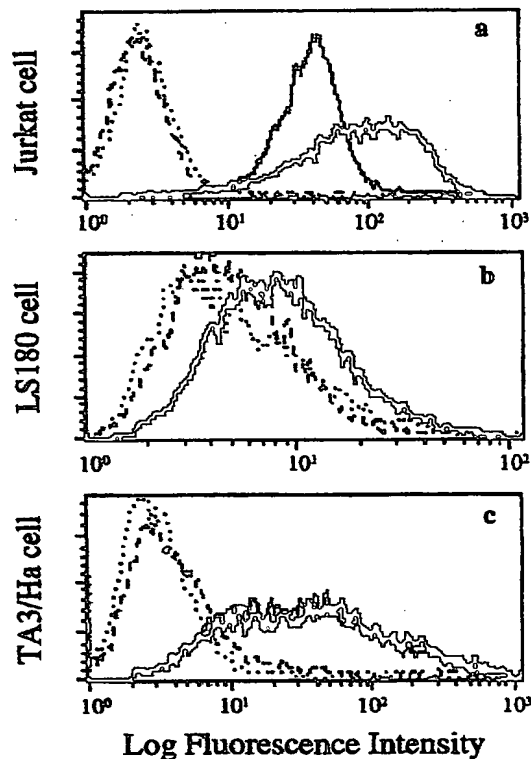 Jurkat cell
a
10⁰ 10¹ 10² 10³
LS180 cell
b
10⁰ 10¹ 10¹
TA3/Ha cell
c
10⁰ 10¹ 10² 10³
Log Fluorescence Intensity